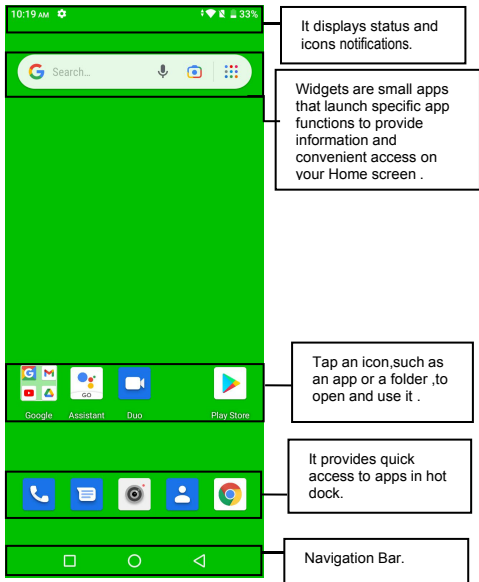 10:19 AM 33%
It displays status and
icons notifications.
Search...
Widgets are small apps
that launch specific app
functions to provide
information and
convenient access on
your Home screen .
Tap an icon,such as
an app or a folder ,to
open and use it .
GO
Google Assistant Duo Play Store
It provides quick
access to apps in hot
dock.
Navigation Bar.